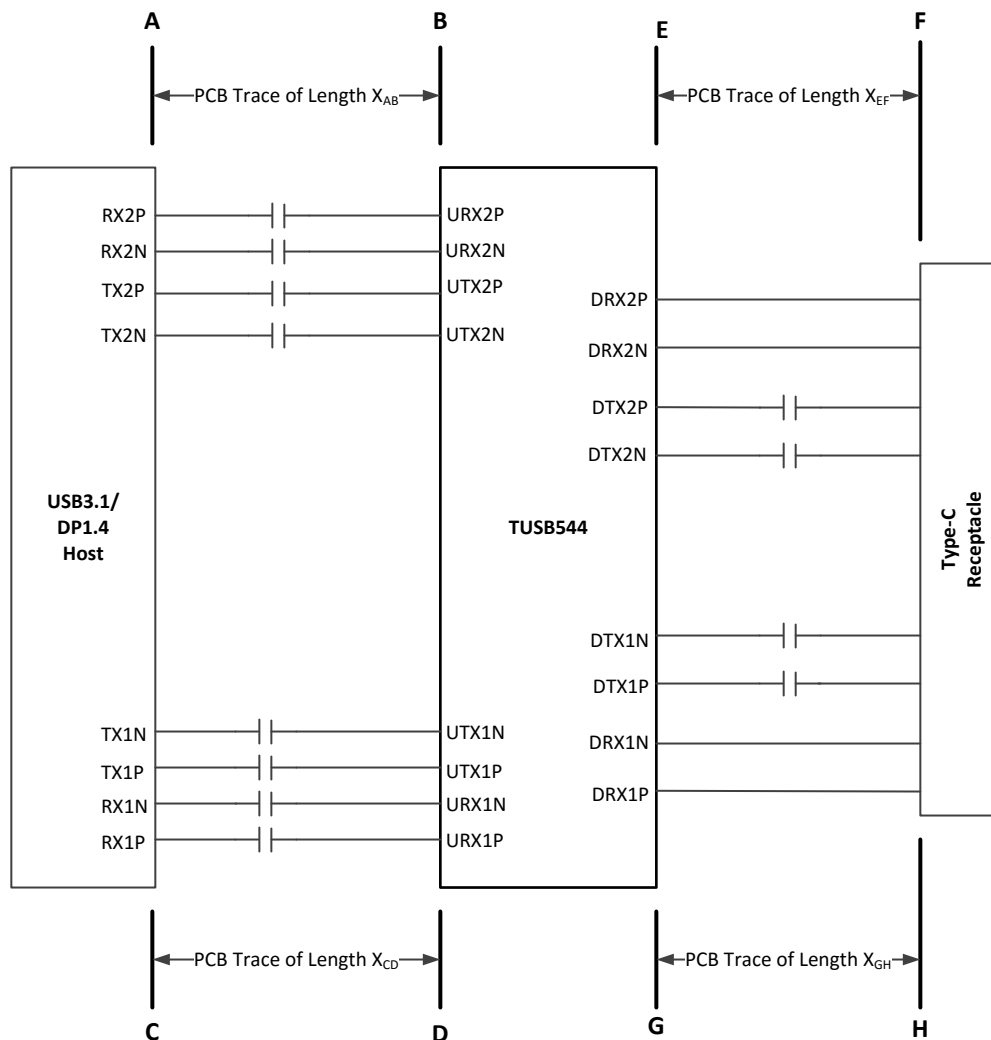 A
B
E
F
PCB Trace of Length XAB
PCB Trace of Length XEF
RX2P
RX2N
TX2P
TX2N
URX2P
URX2N
UTX2P
UTX2N
DRX2P
DRX2N
DTX2P
DTX2N
USB3.1/
DP1.4
Host
TUSB544
Type-C
Receptacle
DTX1N
DTX1P
DRX1N
DRX1P
TX1N
TX1P
RX1N
RX1P
UTX1N
UTX1P
URX1N
URX1P
PCB Trace of Length XCD
PCB Trace of Length XGH
C
D
G
H